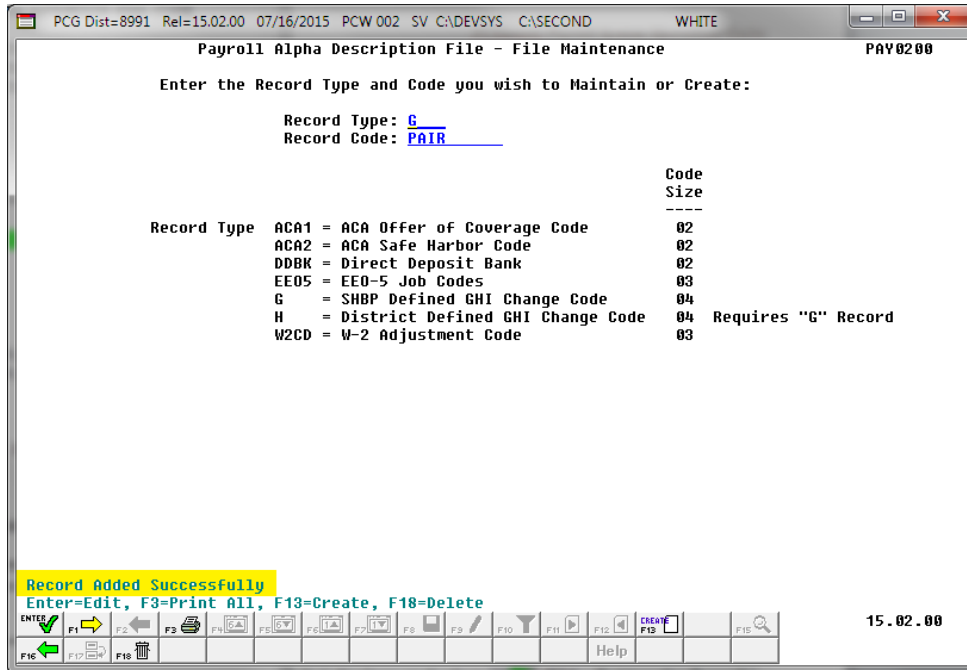 PCG Dist=8991 Rel=15.02.00 07/16/2015 PCW 002 SV C:\DEVSYS C:\SECOND WHITE
Payroll Alpha Description File - File Maintenance PAY0200
Enter the Record Type and Code you wish to Maintain or Create:
Record Type: G___
Record Code: PAIR
Code
Size
----
Record Type ACA1 = ACA Offer of Coverage Code 02
ACA2 = ACA Safe Harbor Code 02
DDBK = Direct Deposit Bank 02
EEO5 = EEO-5 Job Codes 03
G = SHBP Defined GHI Change Code 04
H = District Defined GHI Change Code 04 Requires "G" Record
W2CD = W-2 Adjustment Code 03
Record Added Successfully
Enter=Edit, F3=Print All, F13=Create, F18=Delete
ENTER F1 F2 F3 F4 F5 F6 F7 F8 F9 F10 F11 F12 CREATE F13 F15 15.02.00
F16 F17 F18 Help